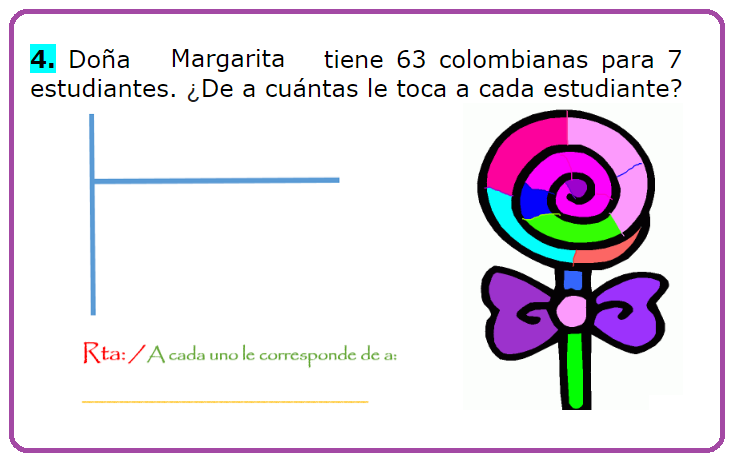 4. Doña Margarita tiene 63 colombianas para 7
estudiantes. ¿De a cuántas le toca a cada estudiante?
Rta: / A cada uno le corresponde de a: